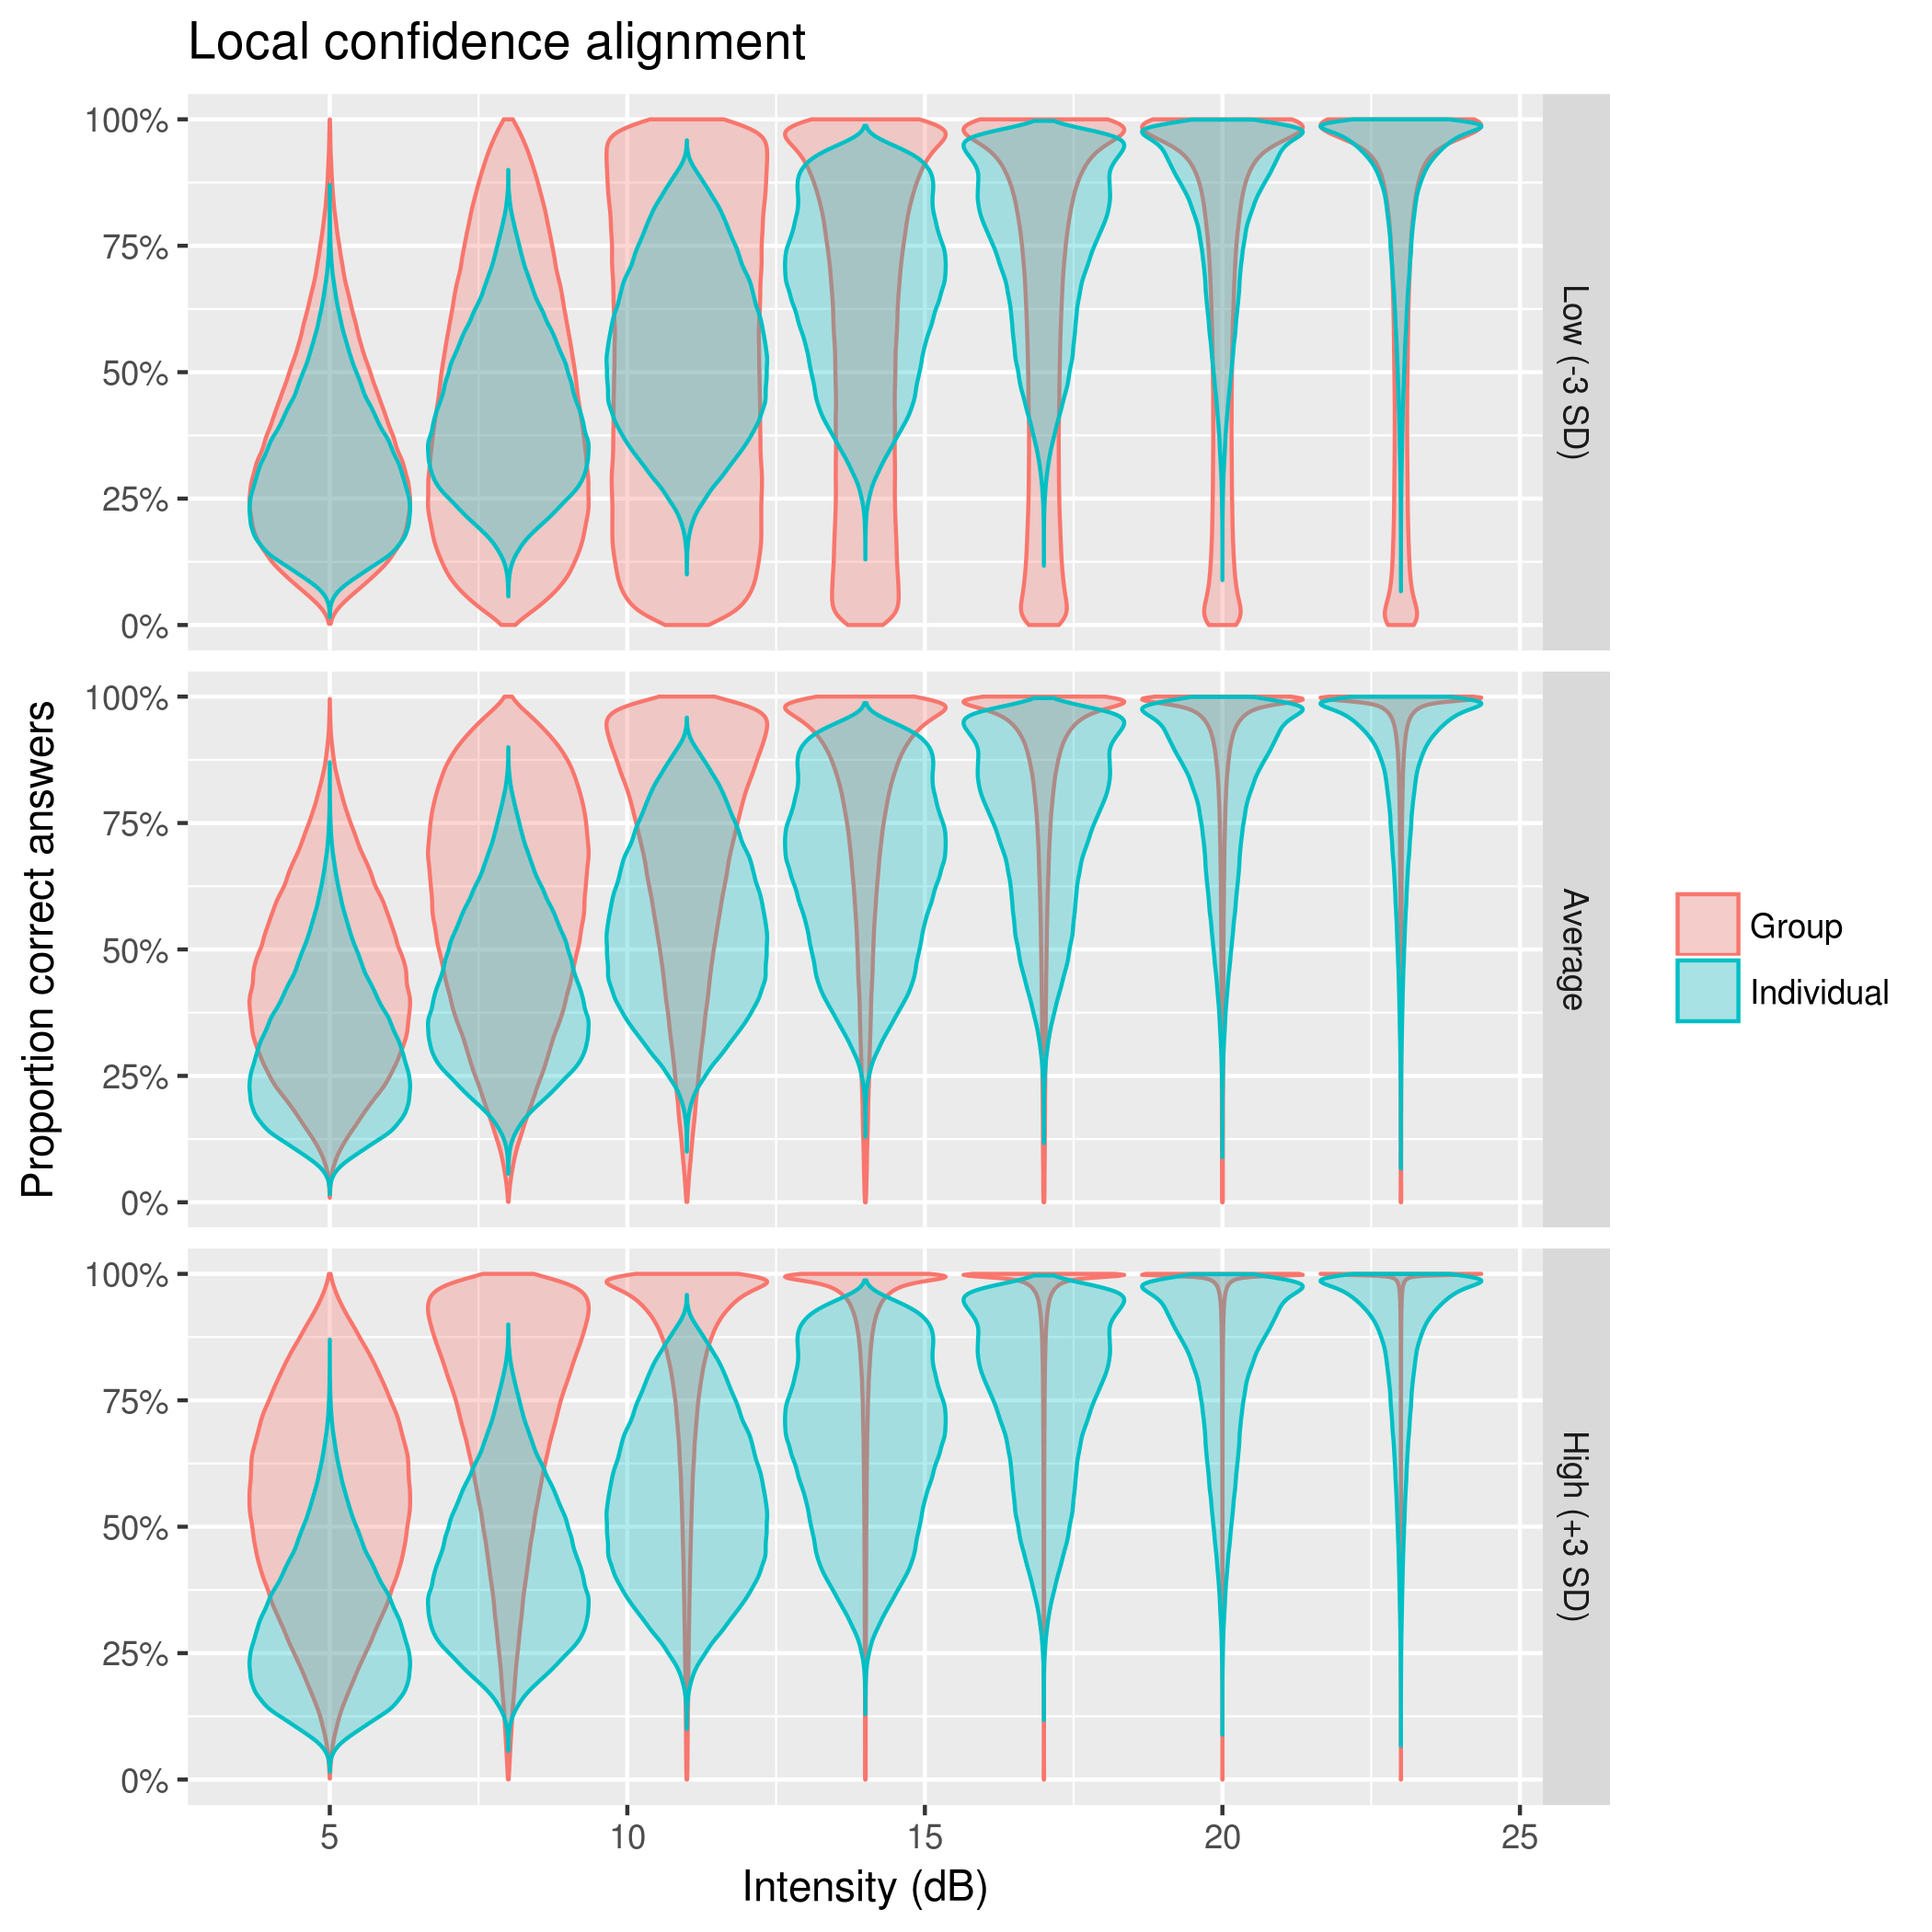 Local confidence alignment
100%
75%
50%
25%
0%
Low (-3 SD)
100%
75%
50%
25%
0%
Average
100%
75%
50%
25%
0%
High (+3 SD)
5
10
15
20
25
Intensity (dB)
Proportion correct answers
Group
Individual